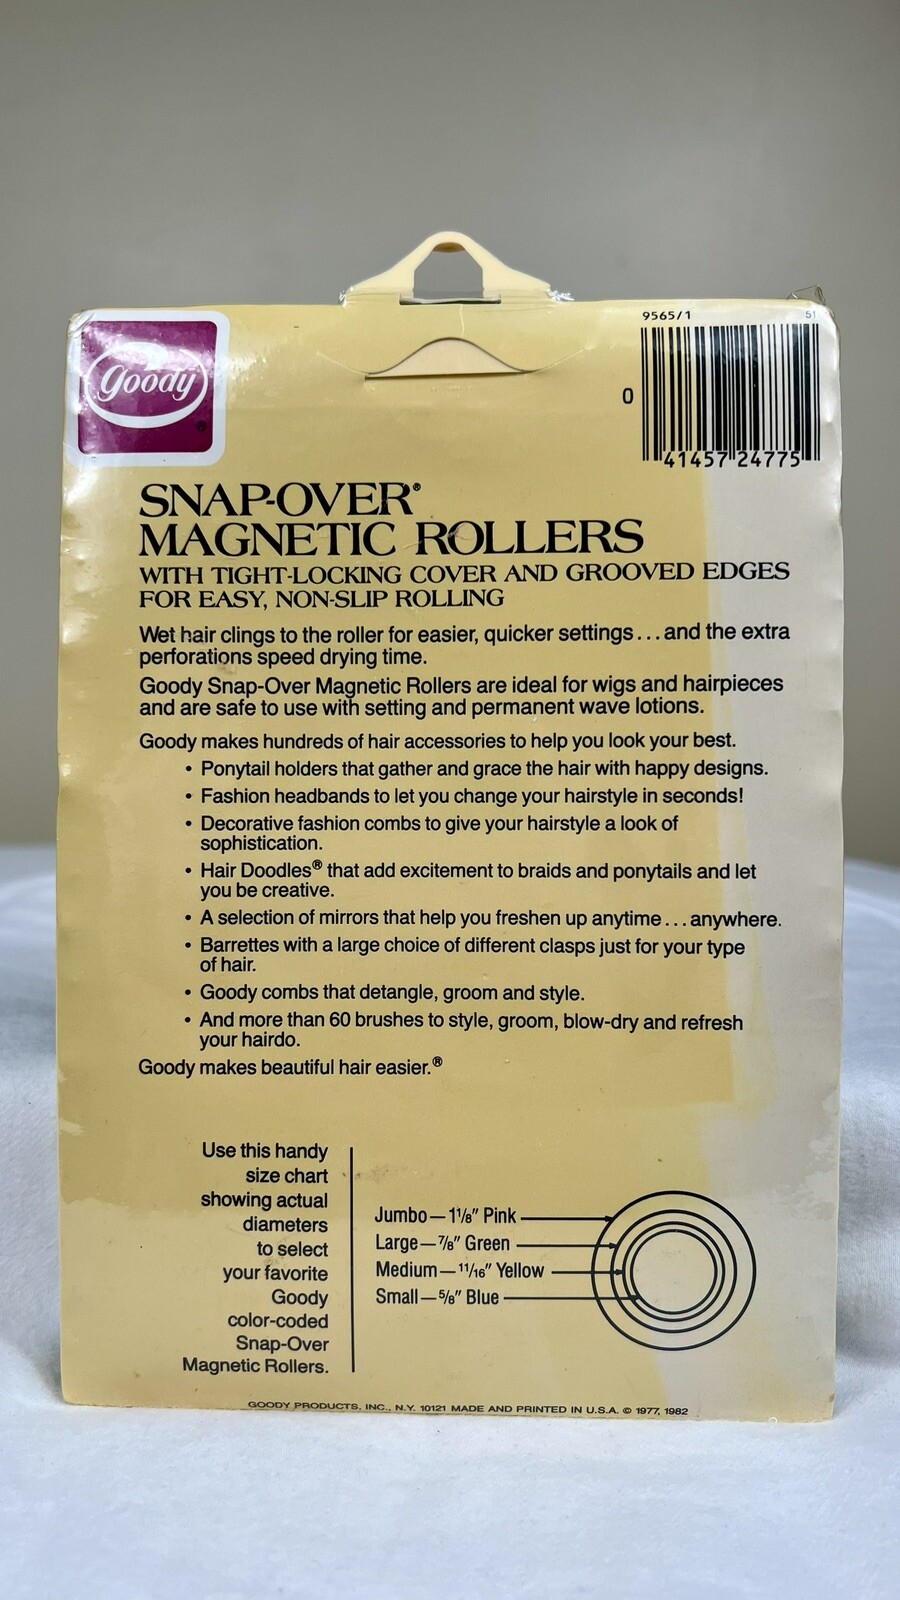 9565/1 51
goody®
0 41457 24775
SNAP-OVER®
MAGNETIC ROLLERS
WITH TIGHT-LOCKING COVER AND GROOVED EDGES
FOR EASY, NON-SLIP ROLLING
Wet hair clings to the roller for easier, quicker settings...and the extra
perforations speed drying time.
Goody Snap-Over Magnetic Rollers are ideal for wigs and hairpieces
and are safe to use with setting and permanent wave lotions.
Goody makes hundreds of hair accessories to help you look your best.
• Ponytail holders that gather and grace the hair with happy designs.
• Fashion headbands to let you change your hairstyle in seconds!
• Decorative fashion combs to give your hairstyle a look of
sophistication.
• Hair Doodles® that add excitement to braids and ponytails and let
you be creative.
• A selection of mirrors that help you freshen up anytime...anywhere.
• Barrettes with a large choice of different clasps just for your type
of hair.
• Goody combs that detangle, groom and style.
• And more than 60 brushes to style, groom, blow-dry and refresh
your hairdo.
Goody makes beautiful hair easier.®
Use this handy
size chart
showing actual
diameters
to select
your favorite
Goody
color-coded
Snap-Over
Magnetic Rollers.
Jumbo—1 1/8" Pink
Large—7/8" Green
Medium—11/16" Yellow
Small—5/8" Blue
GOODY PRODUCTS, INC., N.Y. 10121 MADE AND PRINTED IN U.S.A. © 1977, 1982